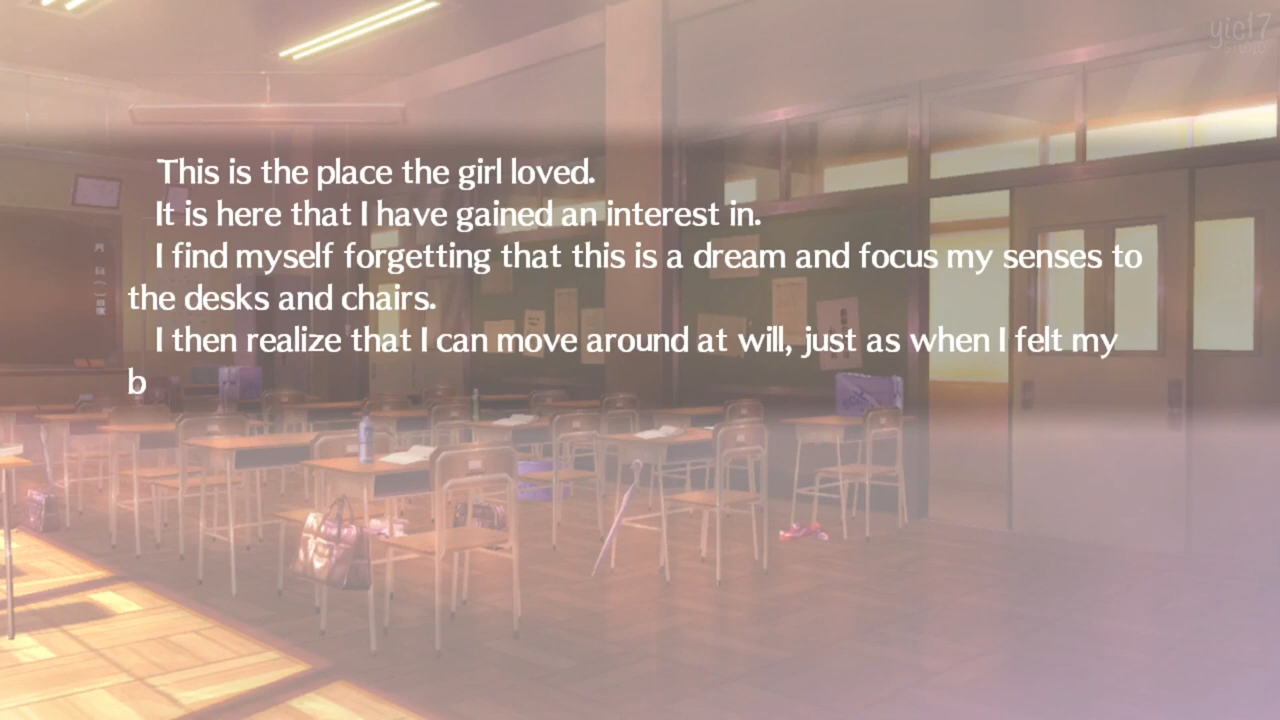 yic17
STUDIO
This is the place the girl loved.
It is here that I have gained an interest in.
I find myself forgetting that this is a dream and focus my senses to
the desks and chairs.
I then realize that I can move around at will, just as when I felt my
b